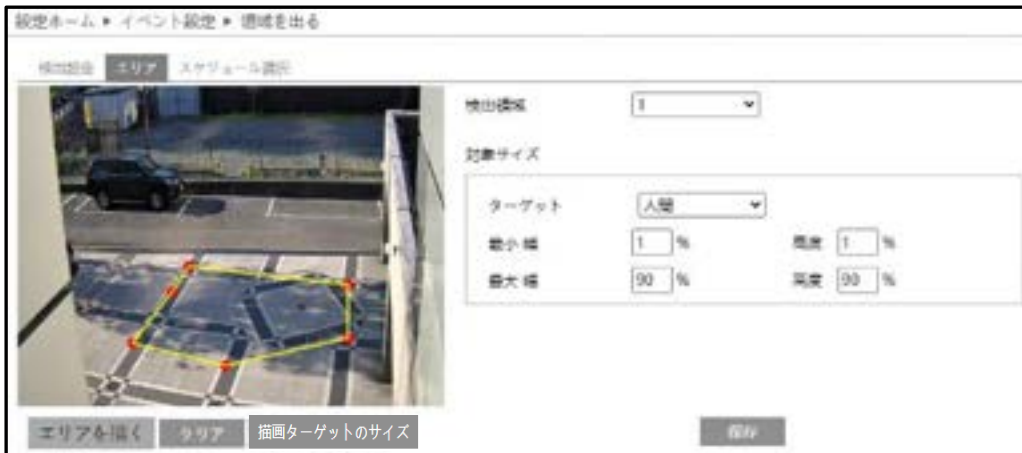 設定ホーム ▶ イベント設定 ▶ 領域を出る
検出設定 エリア スケジュール選択
検出領域 1
対象サイズ
ターゲット 人間
最小 幅 1 % 高度 1 %
最大 幅 90 % 高度 90 %
エリアを描く クリア 描画ターゲットのサイズ 保存